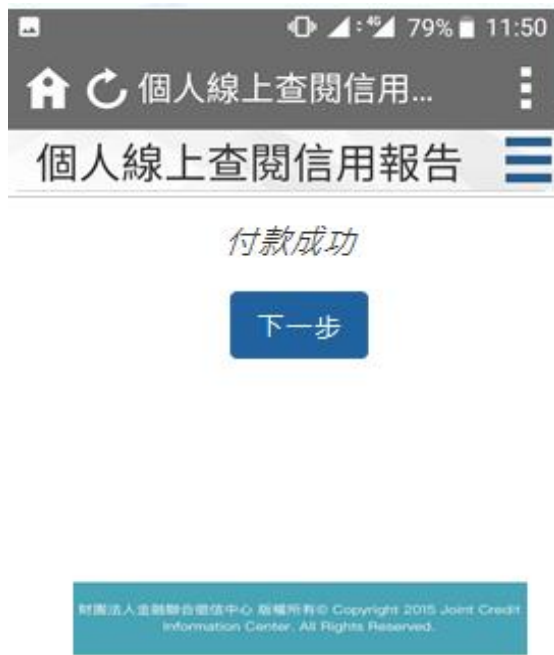 4G 79% 11:50
個人線上查閱信用...
個人線上查閱信用報告
付款成功
下一步
財團法人金融聯合徵信中心 版權所有© Copyright 2015 Joint Credit
Information Center. All Rights Reserved.